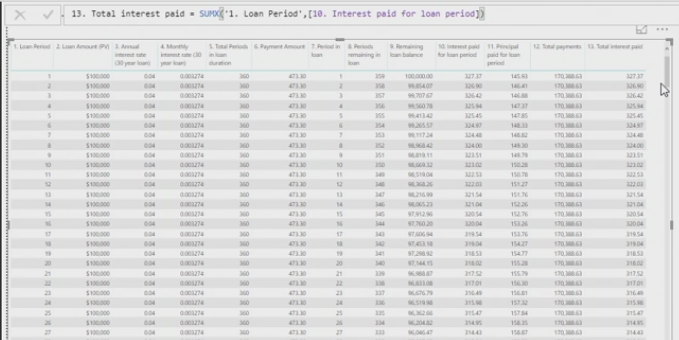 13. Total interest paid = SUMX('1. Loan Period',[10. Interest paid for loan period])
1. Loan Period 2. Loan Amount (PV) 3. Annual interest rate (30 year loan) 4. Monthly interest rate (30 year loan) 5. Total Periods in loan duration 6. Payment Amount 7. Period in loan 8. Periods remaining in loan 9. Remaining loan balance 10. Interest paid for loan period 11. Principal paid for loan period 12. Total payments 13. Total interest paid
1 $100,000 0.04 0.003274 360 473.30 1 359 100,000.00 327.37 145.93 170,388.63 327.37
2 $100,000 0.04 0.003274 360 473.30 2 358 99,854.07 326.90 146.41 170,388.63 326.90
3 $100,000 0.04 0.003274 360 473.30 3 357 99,707.67 326.42 146.88 170,388.63 326.42
4 $100,000 0.04 0.003274 360 473.30 4 356 99,560.78 325.94 147.37 170,388.63 325.94
5 $100,000 0.04 0.003274 360 473.30 5 355 99,413.42 325.45 147.85 170,388.63 325.45
6 $100,000 0.04 0.003274 360 473.30 6 354 99,265.57 324.97 148.33 170,388.63 324.97
7 $100,000 0.04 0.003274 360 473.30 7 353 99,117.24 324.48 148.82 170,388.63 324.48
8 $100,000 0.04 0.003274 360 473.30 8 352 98,968.42 324.00 149.30 170,388.63 324.00
9 $100,000 0.04 0.003274 360 473.30 9 351 98,819.11 323.51 149.79 170,388.63 323.51
10 $100,000 0.04 0.003274 360 473.30 10 350 98,669.32 323.02 150.28 170,388.63 323.02
11 $100,000 0.04 0.003274 360 473.30 11 349 98,519.04 322.53 150.78 170,388.63 322.53
12 $100,000 0.04 0.003274 360 473.30 12 348 98,368.26 322.03 151.27 170,388.63 322.03
13 $100,000 0.04 0.003274 360 473.30 13 347 98,216.99 321.54 151.76 170,388.63 321.54
14 $100,000 0.04 0.003274 360 473.30 14 346 98,065.23 321.04 152.26 170,388.63 321.04
15 $100,000 0.04 0.003274 360 473.30 15 345 97,912.96 320.54 152.76 170,388.63 320.54
16 $100,000 0.04 0.003274 360 473.30 16 344 97,760.20 320.04 153.26 170,388.63 320.04
17 $100,000 0.04 0.003274 360 473.30 17 343 97,606.94 319.54 153.76 170,388.63 319.54
18 $100,000 0.04 0.003274 360 473.30 18 342 97,453.18 319.04 154.27 170,388.63 319.04
19 $100,000 0.04 0.003274 360 473.30 19 341 97,298.92 318.53 154.77 170,388.63 318.53
20 $100,000 0.04 0.003274 360 473.30 20 340 97,144.15 318.02 155.28 170,388.63 318.02
21 $100,000 0.04 0.003274 360 473.30 21 339 96,988.87 317.52 155.79 170,388.63 317.52
22 $100,000 0.04 0.003274 360 473.30 22 338 96,833.08 317.01 156.30 170,388.63 317.01
23 $100,000 0.04 0.003274 360 473.30 23 337 96,676.79 316.49 156.81 170,388.63 316.49
24 $100,000 0.04 0.003274 360 473.30 24 336 96,519.98 315.98 157.32 170,388.63 315.98
25 $100,000 0.04 0.003274 360 473.30 25 335 96,362.66 315.47 157.84 170,388.63 315.47
26 $100,000 0.04 0.003274 360 473.30 26 334 96,204.82 314.95 158.35 170,388.63 314.95
27 $100,000 0.04 0.003274 360 473.30 27 333 96,046.47 314.43 158.87 170,388.63 314.43